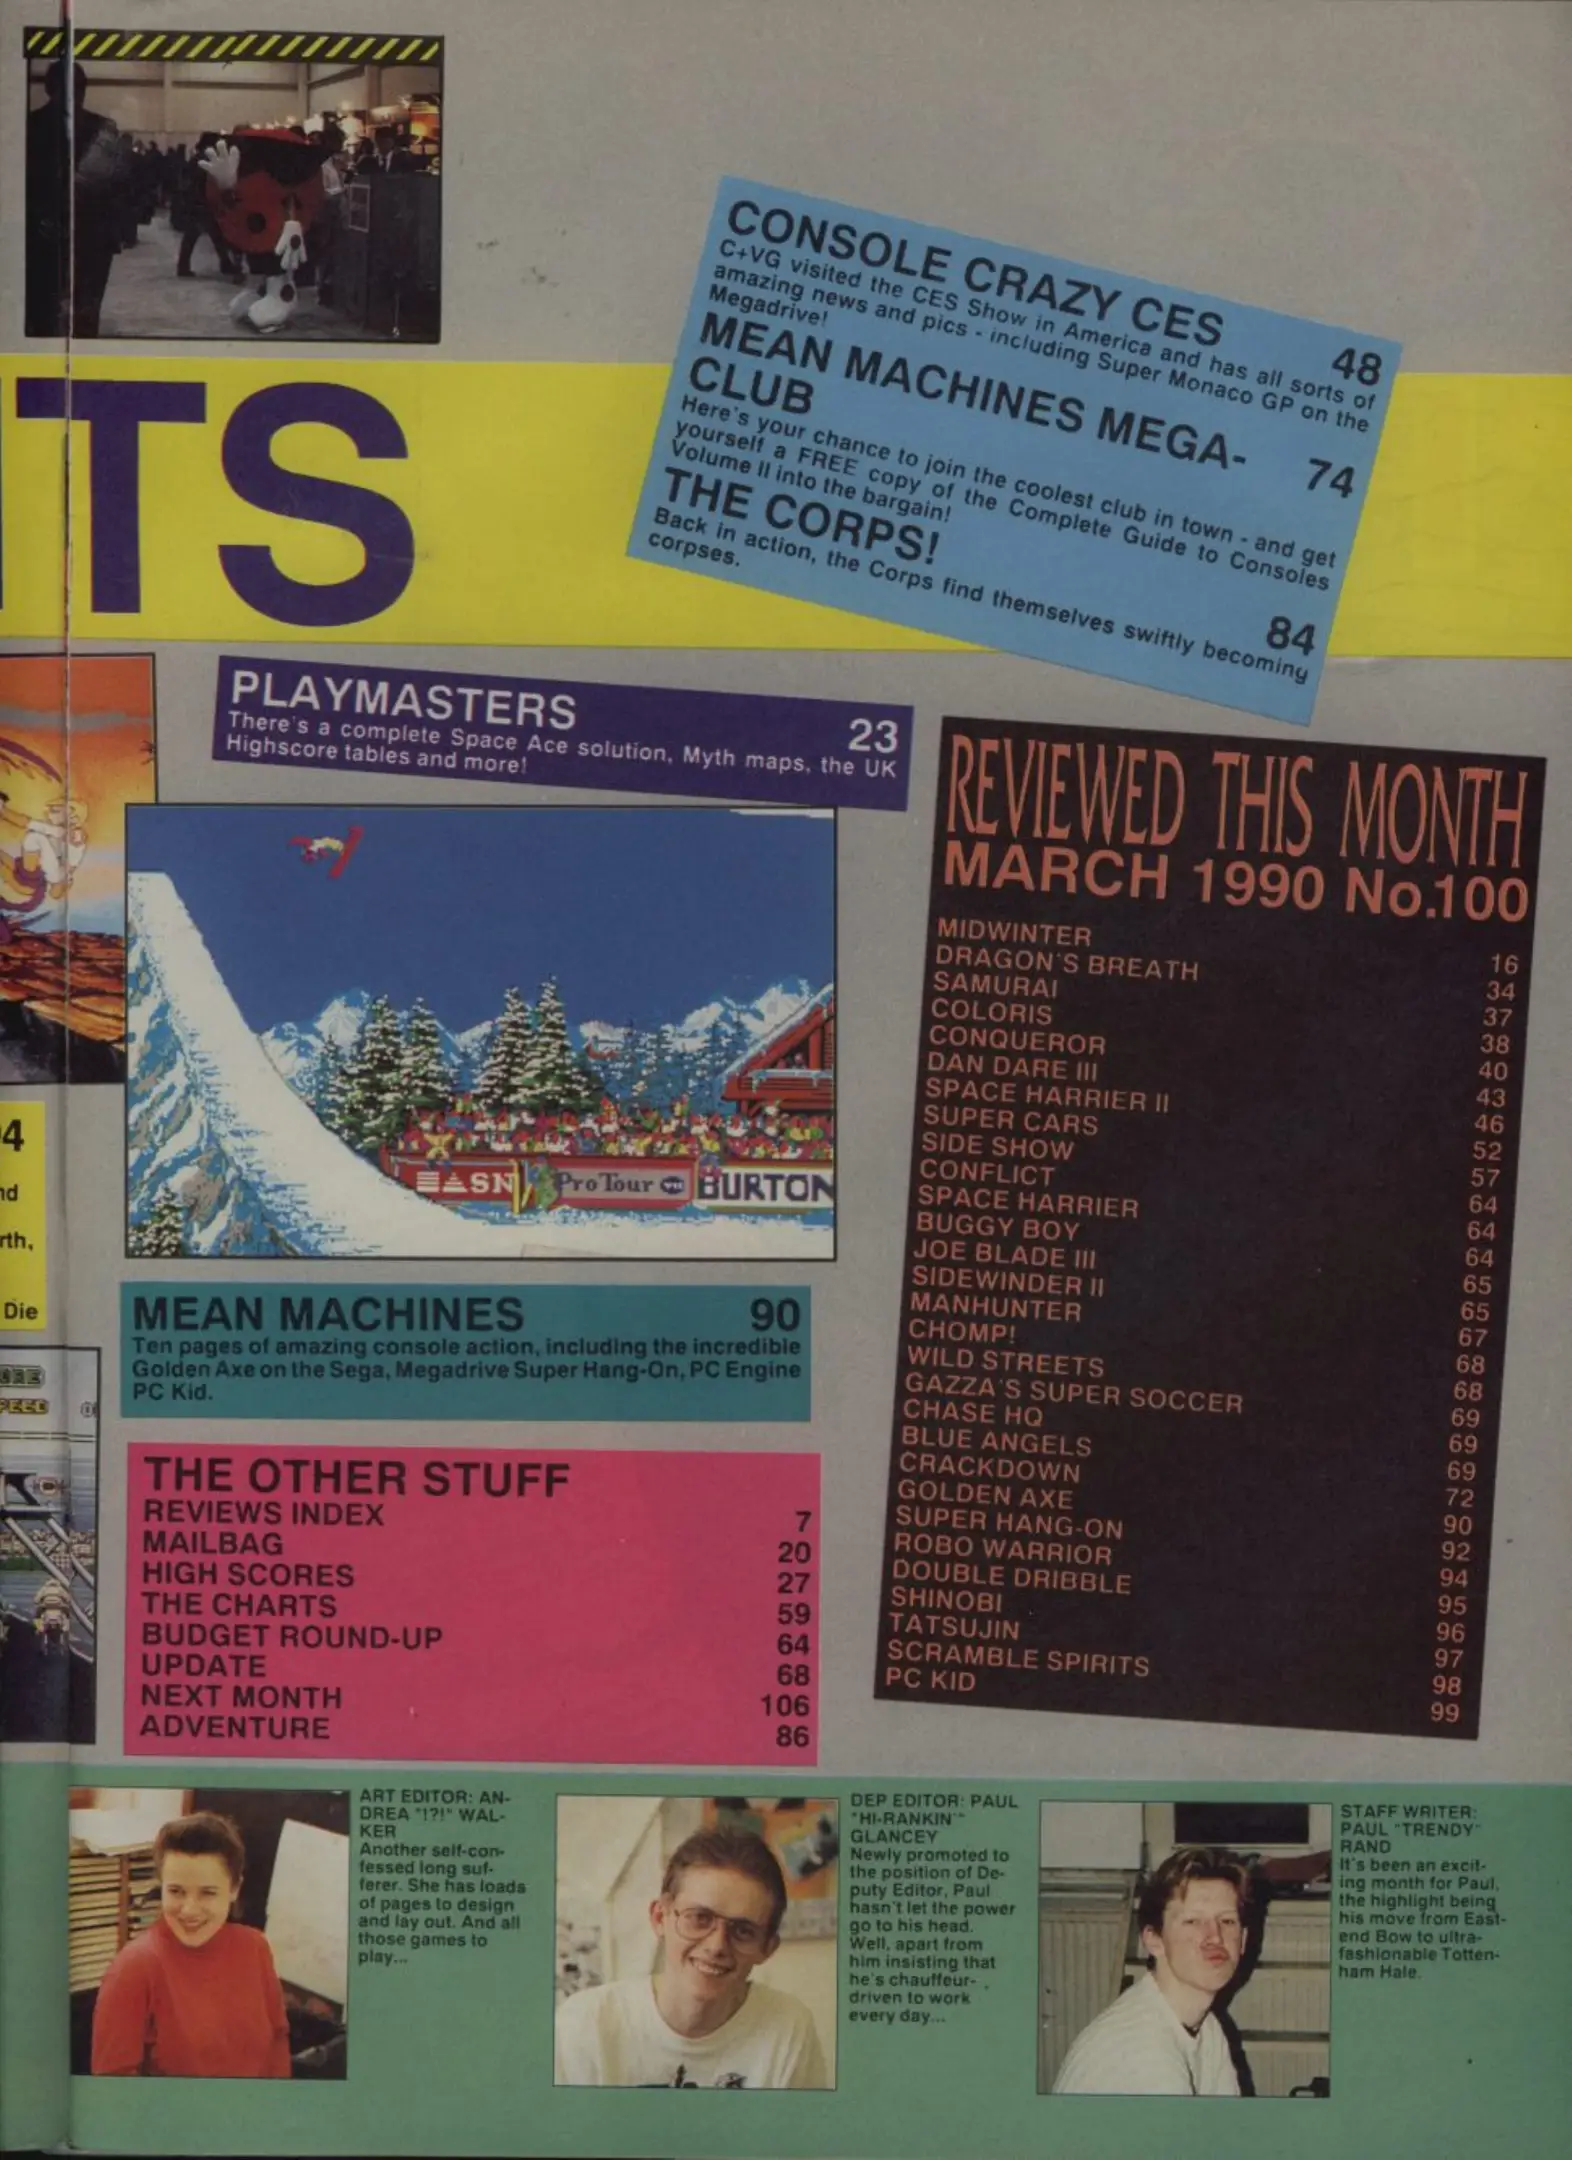 NTS
CONSOLE CRAZY CES 48
C+VG visited the CES Show in America and has all sorts of
amazing news and pics - including Super Monaco GP on the
Megadrive!
MEAN MACHINES MEGA-
CLUB 74
Here's your chance to join the coolest club in town - and get
yourself a FREE copy of the Complete Guide to Consoles
Volume II into the bargain!
THE CORPS! 84
Back in action, the Corps find themselves swiftly becoming
corpses.
PLAYMASTERS 23
There's a complete Space Ace solution, Myth maps, the UK
Highscore tables and more!
REVIEWED THIS MONTH
MARCH 1990 No.100
MIDWINTER 16
DRAGON'S BREATH 34
SAMURAI 37
COLORIS 38
CONQUEROR 40
DAN DARE III 43
SPACE HARRIER II 46
SUPER CARS 52
SIDE SHOW 57
CONFLICT 64
SPACE HARRIER 64
BUGGY BOY 64
JOE BLADE III 65
SIDEWINDER II 65
MANHUNTER 67
CHOMP! 68
WILD STREETS 68
GAZZA'S SUPER SOCCER 69
CHASE HQ 69
BLUE ANGELS 69
CRACKDOWN 72
GOLDEN AXE 90
SUPER HANG-ON 92
ROBO WARRIOR 94
DOUBLE DRIBBLE 95
SHINOBI 96
TATSUJIN 97
SCRAMBLE SPIRITS 98
PC KID 99
EASN Pro Tour BURTON
4
nd
rth,
Die
PEED
MEAN MACHINES 90
Ten pages of amazing console action, including the incredible
Golden Axe on the Sega, Megadrive Super Hang-On, PC Engine
PC Kid.
THE OTHER STUFF
REVIEWS INDEX 7
MAILBAG 20
HIGH SCORES 27
THE CHARTS 59
BUDGET ROUND-UP 64
UPDATE 68
NEXT MONTH 106
ADVENTURE 86
ART EDITOR: AN-
DREA "!?!" WAL-
KER
Another self-con-
fessed long suf-
ferer. She has loads
of pages to design
and lay out. And all
those games to
play...
DEP EDITOR: PAUL
"HI-RANKIN'"
GLANCEY
Newly promoted to
the position of De-
puty Editor, Paul
hasn't let the power
go to his head.
Well, apart from
him insisting that
he's chauffeur-
driven to work
every day...
STAFF WRITER:
PAUL "TRENDY"
RAND
It's been an excit-
ing month for Paul,
the highlight being
his move from East-
end Bow to ultra-
fashionable Totten-
ham Hale.